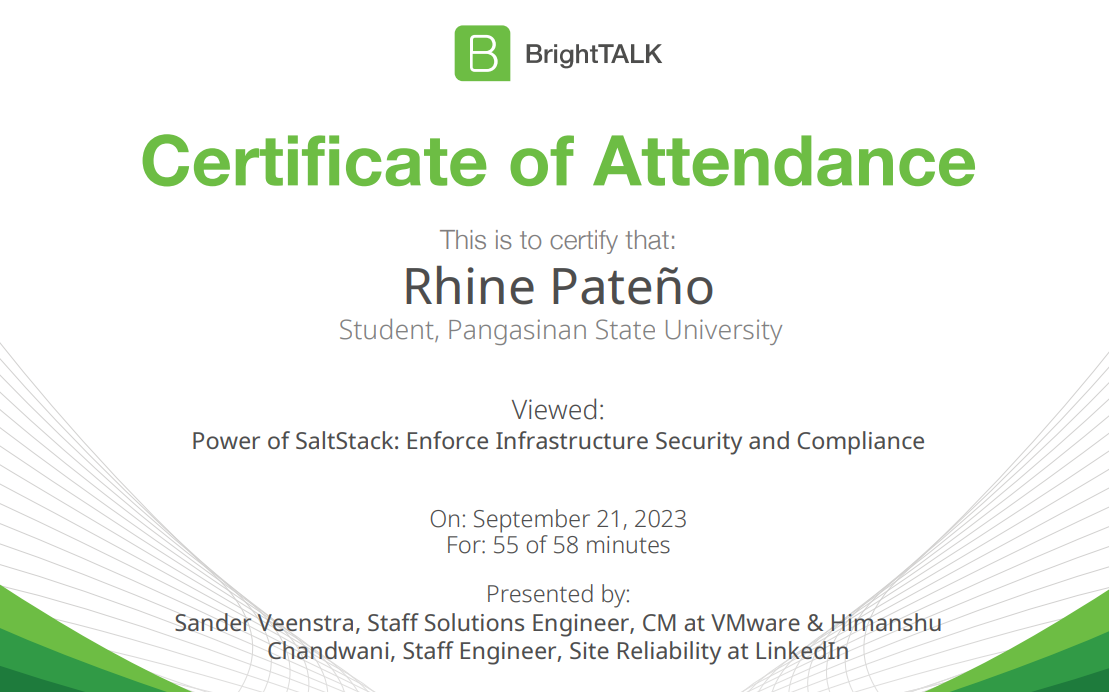 BrightTALK
Certificate of Attendance
This is to certify that:
Rhine Pateño
Student, Pangasinan State University
Viewed:
Power of SaltStack: Enforce Infrastructure Security and Compliance
On: September 21, 2023
For: 55 of 58 minutes
Presented by:
Sander Veenstra, Staff Solutions Engineer, CM at VMware & Himanshu
Chandwani, Staff Engineer, Site Reliability at LinkedIn